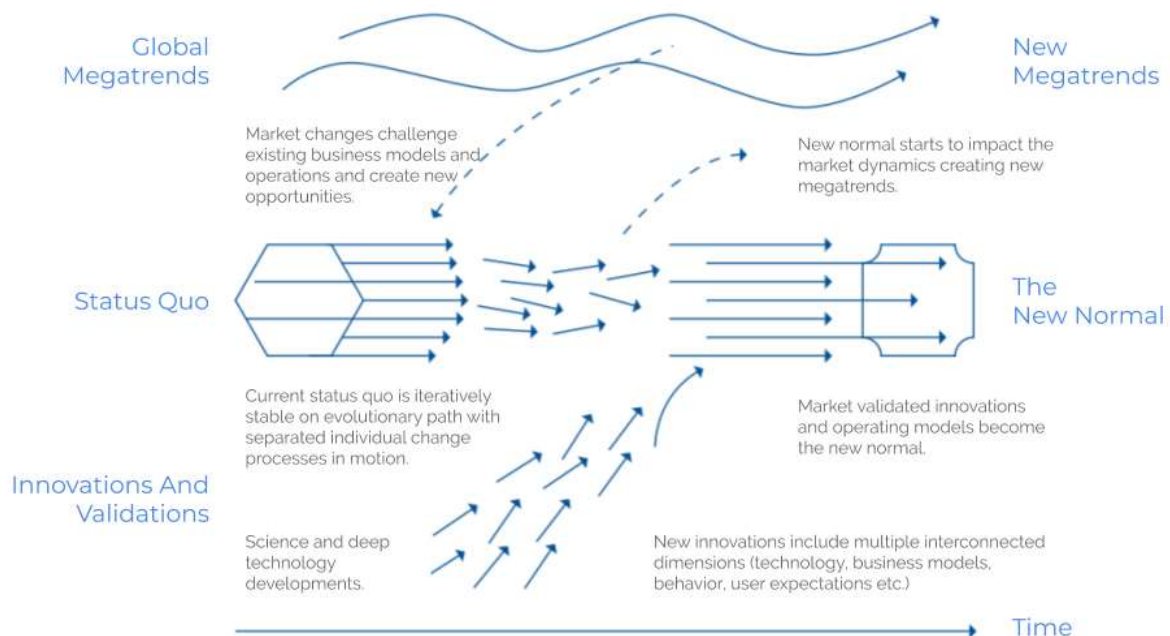 Global
Megatrends
New
Megatrends
Market changes challenge
existing business models and
operations and create new
opportunities.
New normal starts to impact the
market dynamics creating new
megatrends.
Status Quo
The
New Normal
Current status quo is iteratively
stable on evolutionary path with
separated individual change
processes in motion.
Market validated innovations
and operating models become
the new normal.
Innovations And
Validations
Science and deep
technology
developments.
New innovations include multiple interconnected
dimensions (technology, business models,
behavior, user expectations etc.)
Time